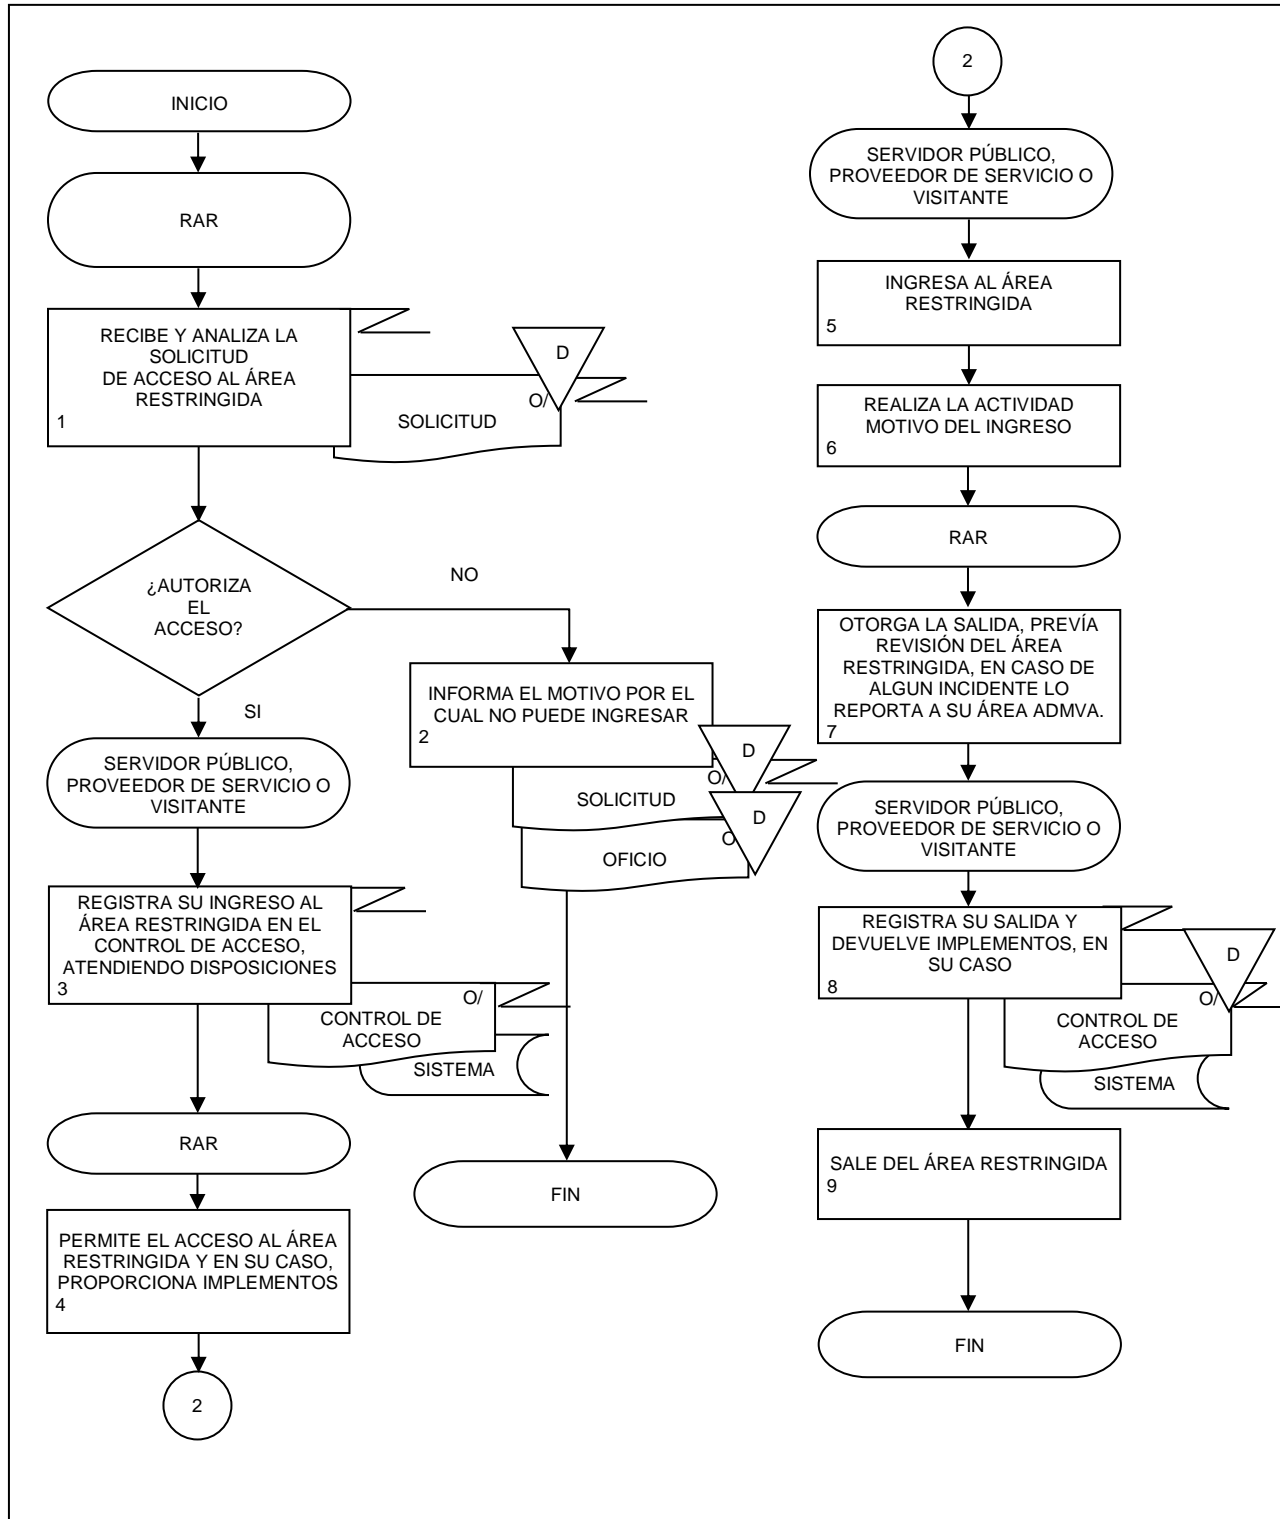 INICIO
RAR
RECIBE Y ANALIZA LA
SOLICITUD
DE ACCESO AL ÁREA
RESTRINGIDA
1
D
O/
SOLICITUD
¿AUTORIZA
EL
ACCESO?
NO
SI
INFORMA EL MOTIVO POR EL
CUAL NO PUEDE INGRESAR
2
D
O/
SOLICITUD
D
O
OFICIO
FIN
SERVIDOR PÚBLICO,
PROVEEDOR DE SERVICIO O
VISITANTE
REGISTRA SU INGRESO AL
ÁREA RESTRINGIDA EN EL
CONTROL DE ACCESO,
ATENDIENDO DISPOSICIONES
3
O/
CONTROL DE
ACCESO
SISTEMA
RAR
PERMITE EL ACCESO AL ÁREA
RESTRINGIDA Y EN SU CASO,
PROPORCIONA IMPLEMENTOS
4
2
2
SERVIDOR PÚBLICO,
PROVEEDOR DE SERVICIO O
VISITANTE
INGRESA AL ÁREA
RESTRINGIDA
5
REALIZA LA ACTIVIDAD
MOTIVO DEL INGRESO
6
RAR
OTORGA LA SALIDA, PREVÍA
REVISIÓN DEL ÁREA
RESTRINGIDA, EN CASO DE
ALGUN INCIDENTE LO
REPORTA A SU ÁREA ADMVA.
7
SERVIDOR PÚBLICO,
PROVEEDOR DE SERVICIO O
VISITANTE
REGISTRA SU SALIDA Y
DEVUELVE IMPLEMENTOS, EN
SU CASO
8
D
O/
CONTROL DE
ACCESO
SISTEMA
SALE DEL ÁREA RESTRINGIDA
9
FIN